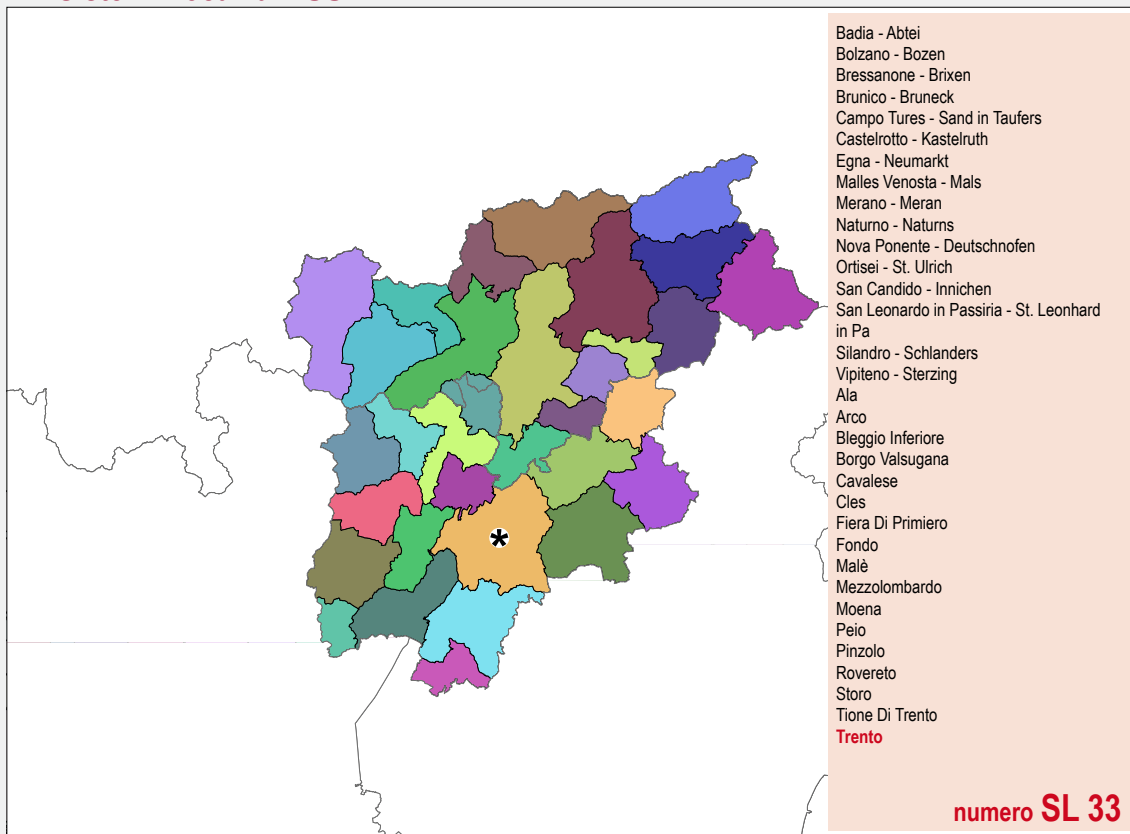 Badia - Abtei
Bolzano - Bozen
Bressanone - Brixen
Brunico - Bruneck
Campo Tures - Sand in Taufers
Castelrotto - Kastelruth
Egna - Neumarkt
Malles Venosta - Mals
Merano - Meran
Naturno - Naturns
Nova Ponente - Deutschnofen
Ortisei - St. Ulrich
San Candido - Innichen
San Leonardo in Passiria - St. Leonhard
in Pa
Silandro - Schlanders
Vipiteno - Sterzing
Ala
Arco
Bleggio Inferiore
Borgo Valsugana
Cavalese
Cles
Fiera Di Primiero
Fondo
Malè
Mezzolombardo
Moena
Peio
Pinzolo
Rovereto
Storo
Tione Di Trento
Trento
*
numero SL 33